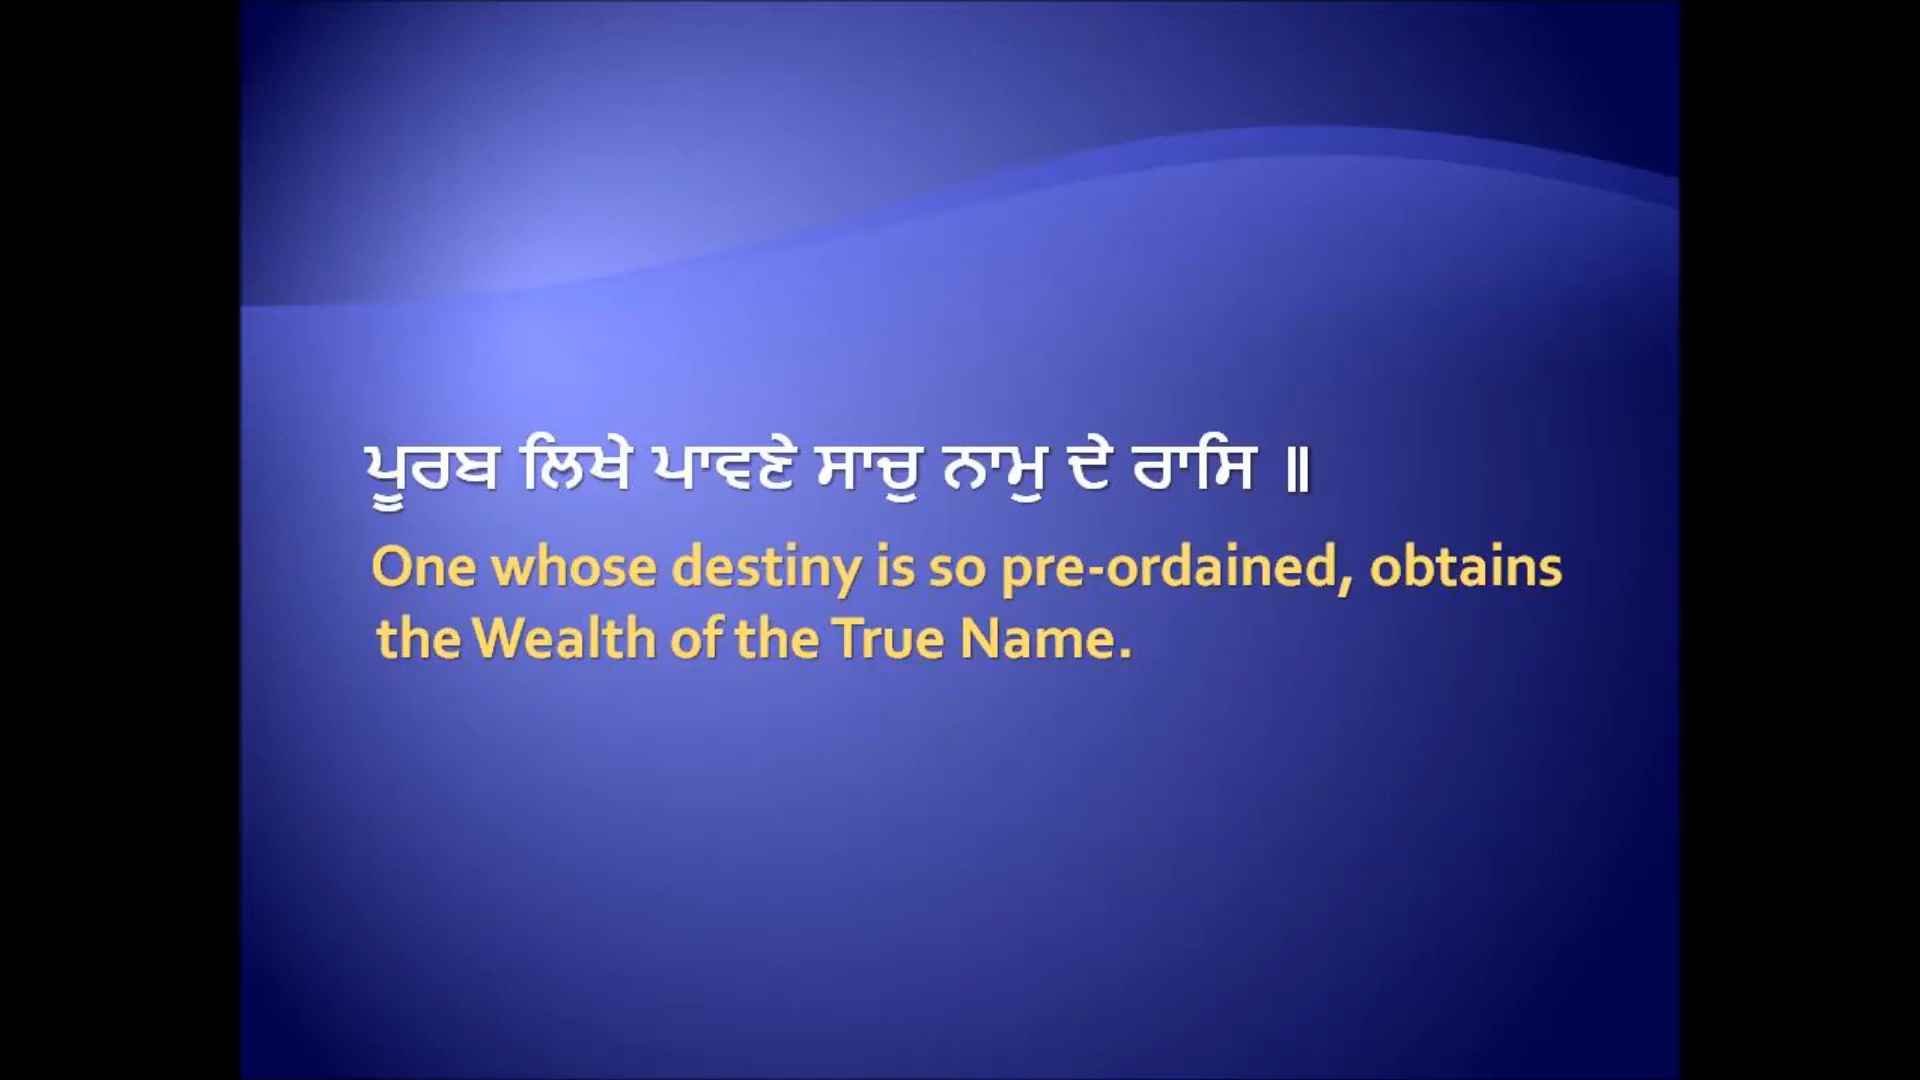 ਪੂਰਬ ਲਿਖੇ ਪਾਵਣੇ ਸਾਚੁ ਨਾਮੁ ਦੇ ਰਾਸਿ ॥
One whose destiny is so pre-ordained, obtains
the Wealth of the True Name.